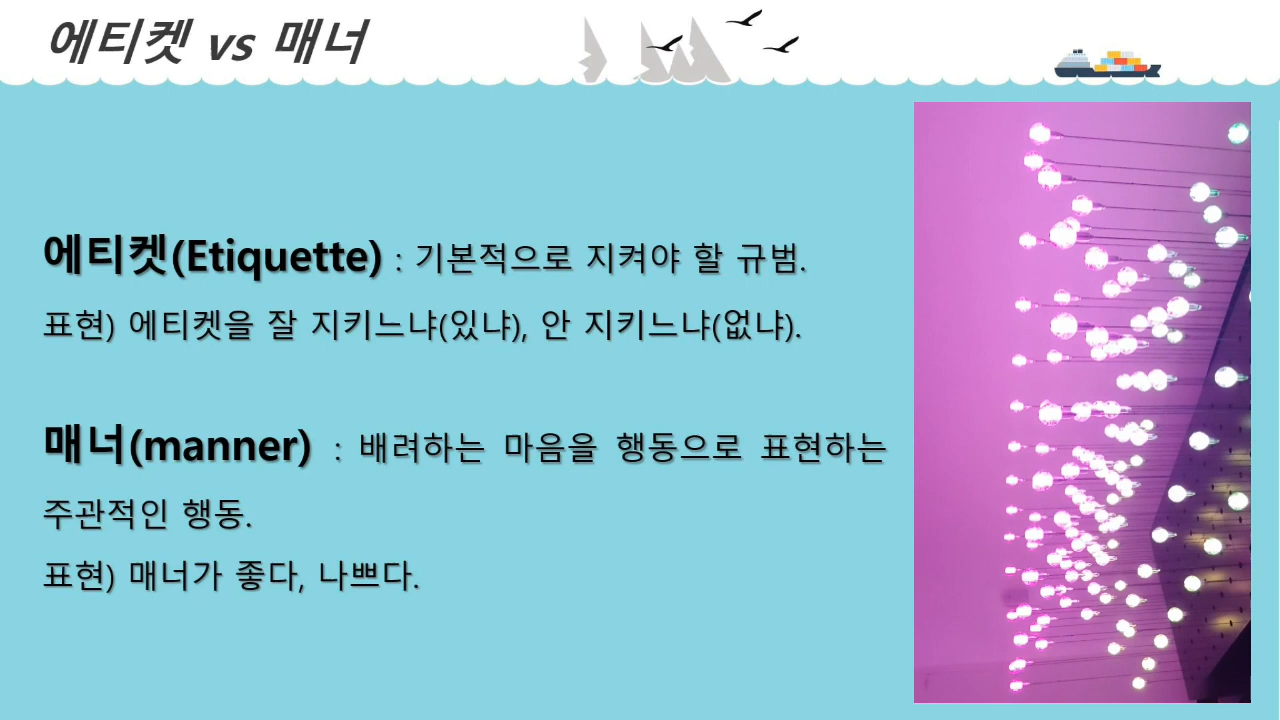 에티켓 vs 매너
에티켓(Etiquette) : 기본적으로 지켜야 할 규범.
표현) 에티켓을 잘 지키느냐(있냐), 안 지키느냐(없냐).
매너(manner) : 배려하는 마음을 행동으로 표현하는
주관적인 행동.
표현) 매너가 좋다, 나쁘다.